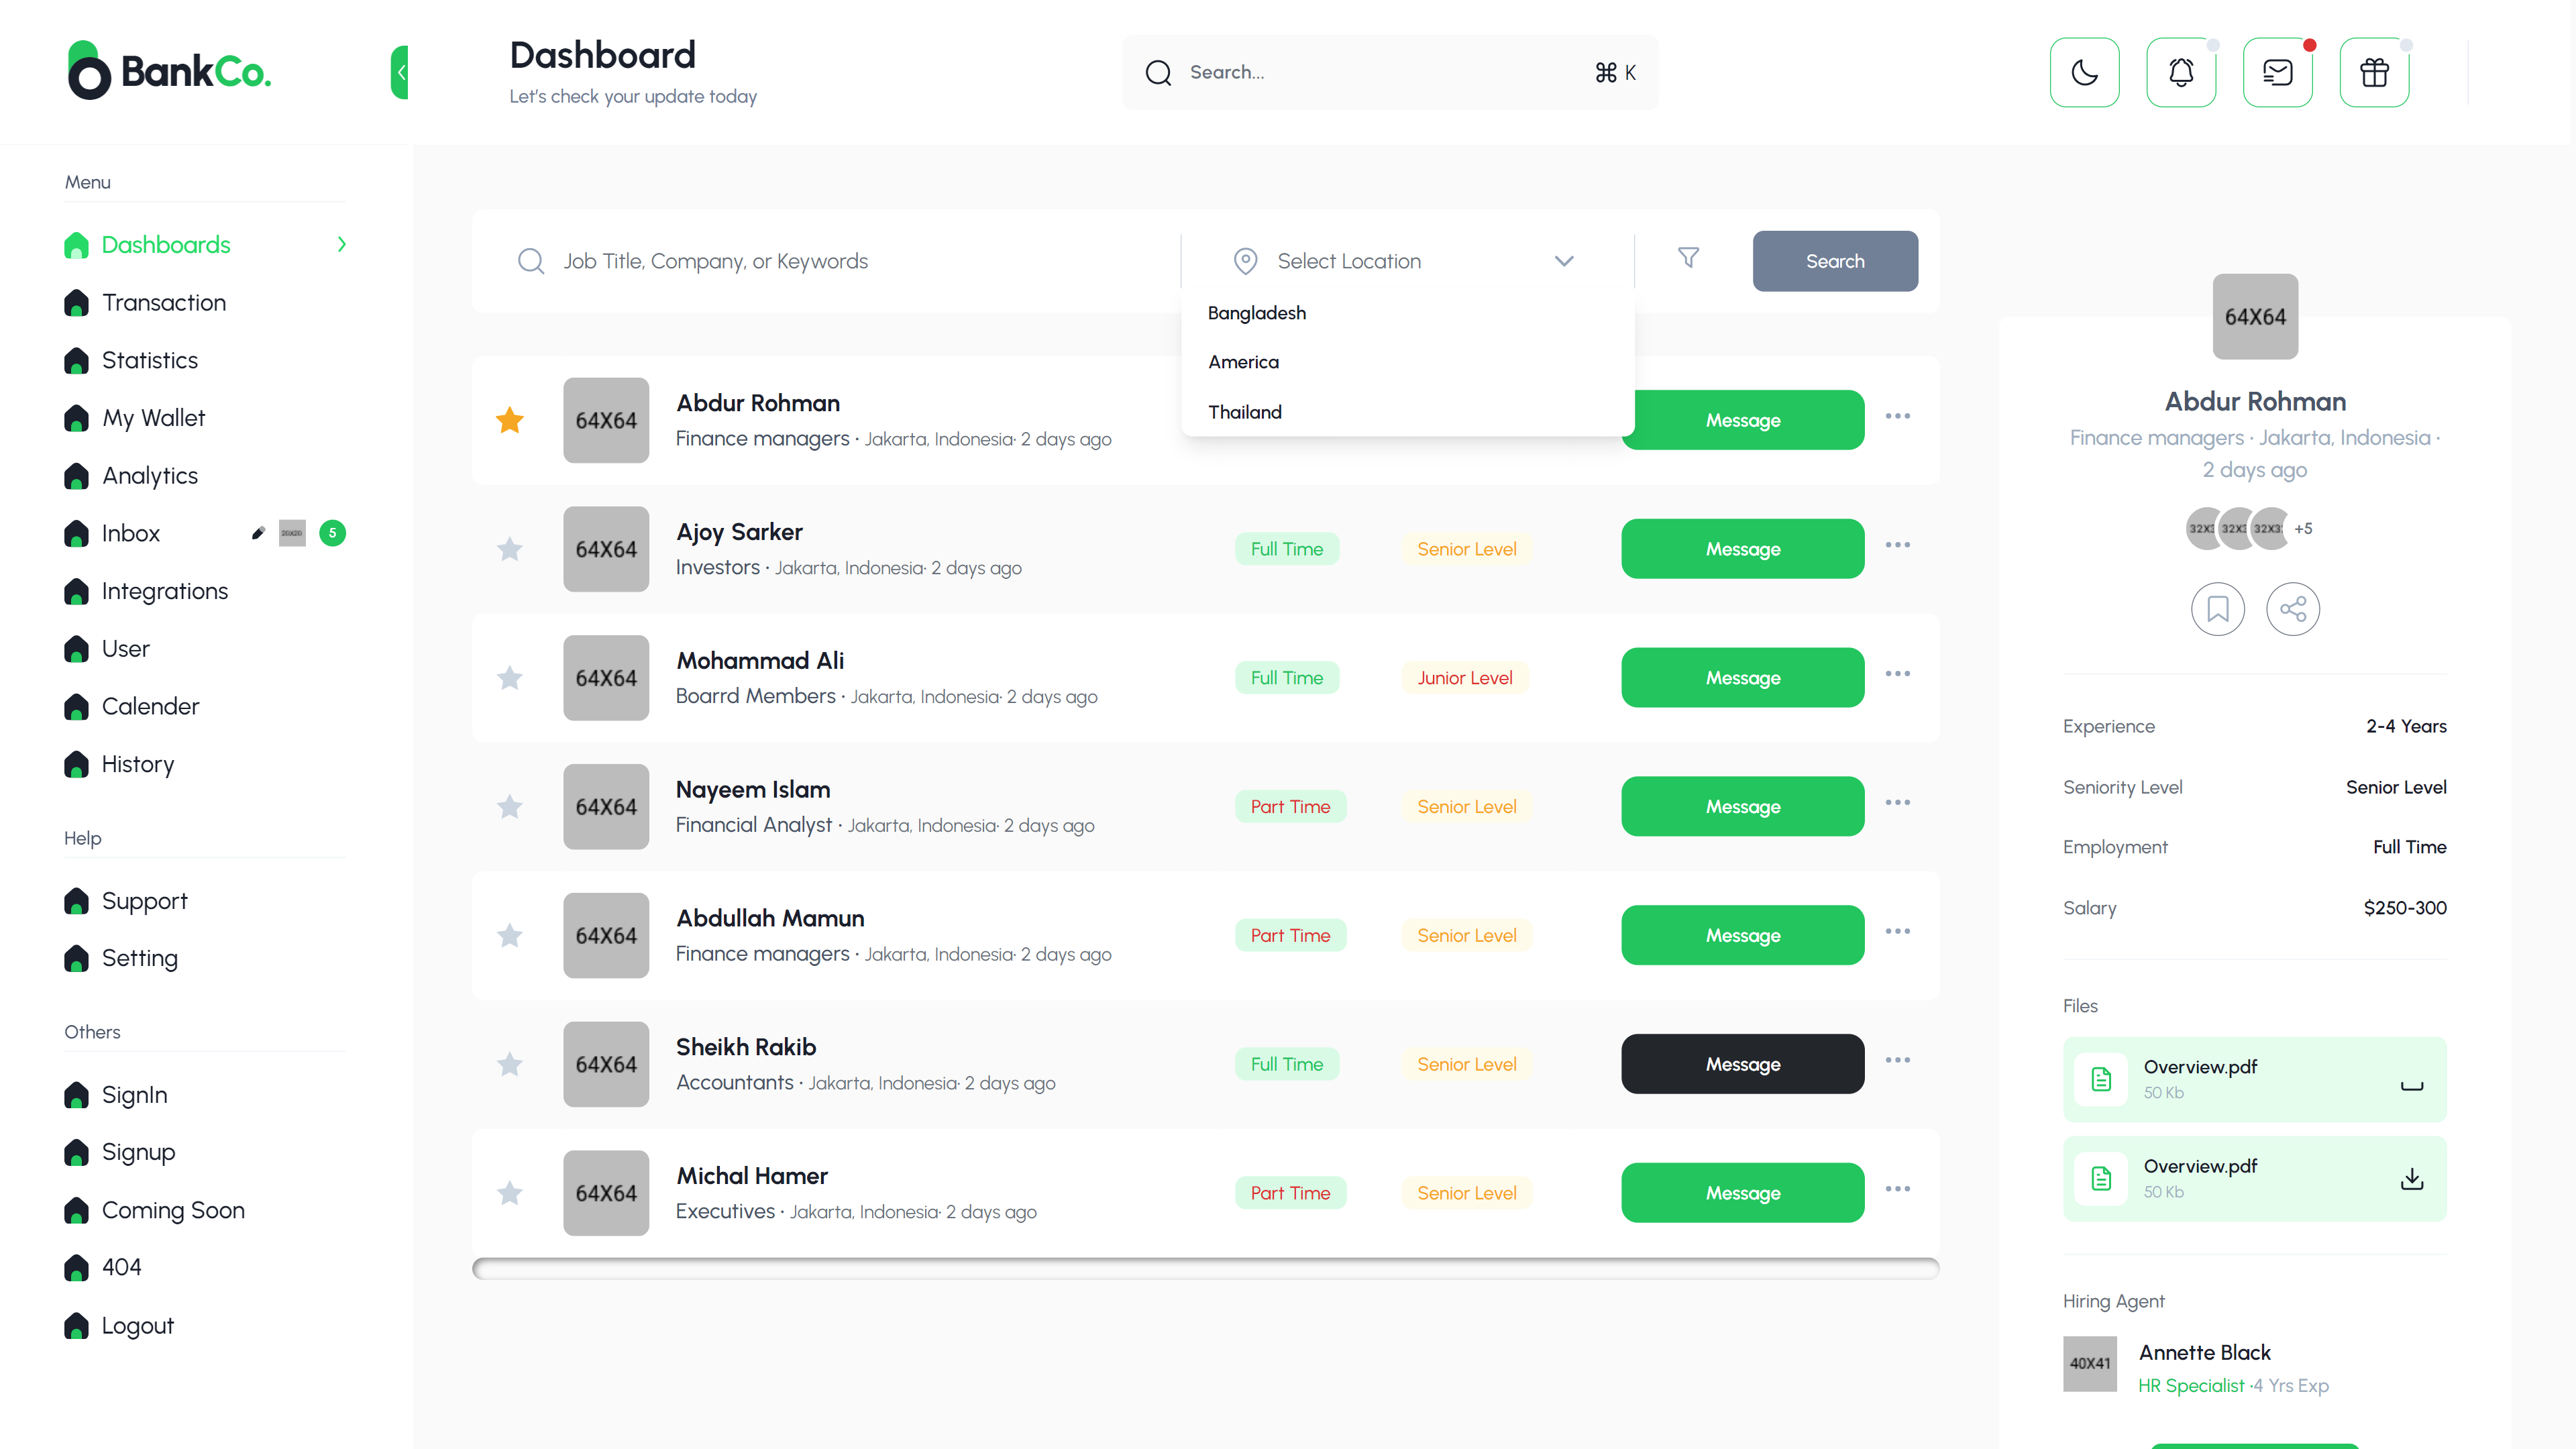 BankCo.
Dashboard
Let's check your update today
Search...
⌘ K
Menu
Dashboards
Transaction
Statistics
My Wallet
Analytics
Inbox
5
Integrations
User
Calender
History
Help
Support
Setting
Others
SignIn
Signup
Coming Soon
404
Logout
Job Title, Company, or Keywords
Select Location
Search
Bangladesh
America
Thailand
64X64
Abdur Rohman
Finance managers · Jakarta, Indonesia· 2 days ago
Message
64X64
Ajoy Sarker
Investors · Jakarta, Indonesia· 2 days ago
Full Time
Senior Level
Message
64X64
Mohammad Ali
Boarrd Members · Jakarta, Indonesia· 2 days ago
Full Time
Junior Level
Message
64X64
Nayeem Islam
Financial Analyst · Jakarta, Indonesia· 2 days ago
Part Time
Senior Level
Message
64X64
Abdullah Mamun
Finance managers · Jakarta, Indonesia· 2 days ago
Part Time
Senior Level
Message
64X64
Sheikh Rakib
Accountants · Jakarta, Indonesia· 2 days ago
Full Time
Senior Level
Message
64X64
Michal Hamer
Executives · Jakarta, Indonesia· 2 days ago
Part Time
Senior Level
Message
64X64
Abdur Rohman
Finance managers · Jakarta, Indonesia ·
2 days ago
+5
Experience
2-4 Years
Seniority Level
Senior Level
Employment
Full Time
Salary
$250-300
Files
Overview.pdf
50 Kb
Overview.pdf
50 Kb
Hiring Agent
40X41
Annette Black
HR Specialist ·4 Yrs Exp